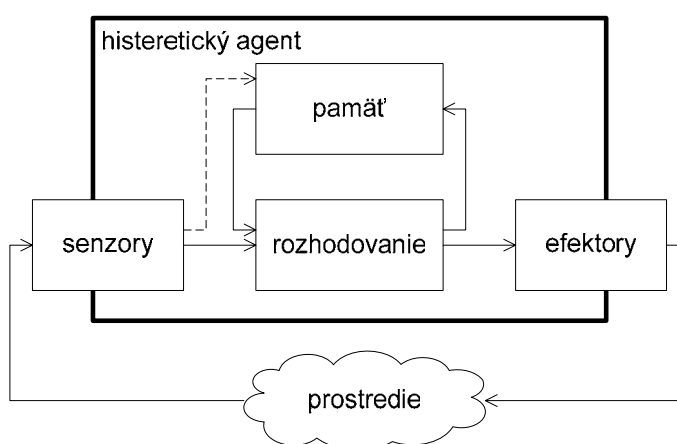 histeretický agent
pamäť
senzory
rozhodovanie
efektory
prostredie